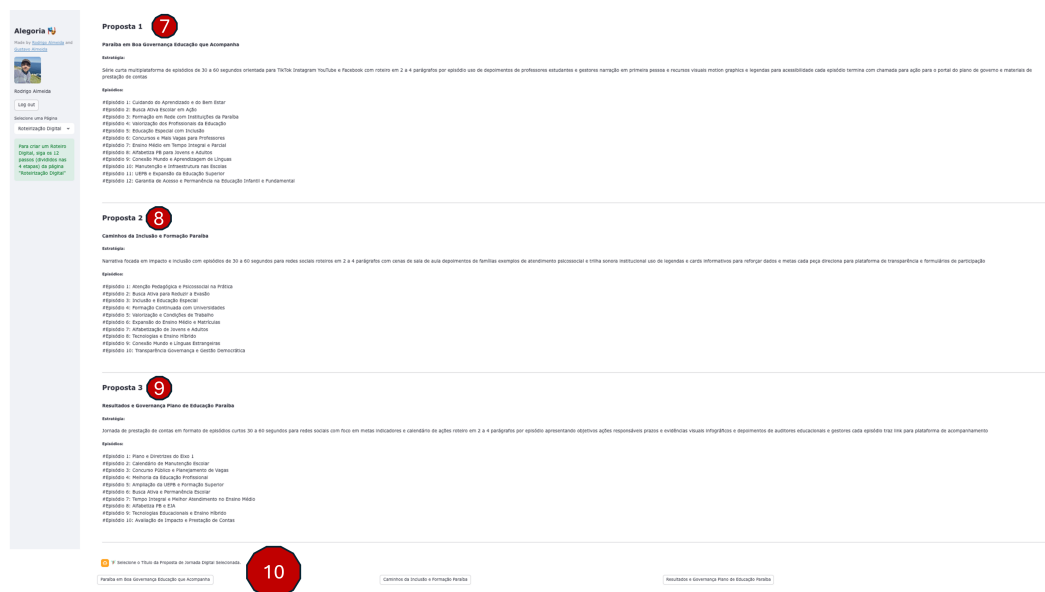 Alegoria
Made by Rodrigo Almeida and
Gustavo Almeida
Rodrigo Almeida
Log out
Selecione uma Página
Roteirização Digital
Para criar um Roteiro
Digital, siga os 12
passos (divididos nas
4 etapas) da página
"Roteirização Digital"
Proposta 1
7
Paraíba em Boa Governança Educação que Acompanha
Estratégia:
Série curta multiplataforma de episódios de 30 a 60 segundos orientada para TikTok Instagram YouTube e Facebook com roteiro em 2 a 4 parágrafos por episódio uso de depoimentos de professores estudantes e gestores narração em primeira pessoa e recursos visuais motion graphics e legendas para acessibilidade cada episódio termina com chamada para ação para o portal do plano de governo e materiais de
prestação de contas
Episódios:
#Episódio 1: Cuidando do Aprendizado e do Bem Estar
#Episódio 2: Busca Ativa Escolar em Ação
#Episódio 3: Formação em Rede com Instituições da Paraíba
#Episódio 4: Valorização dos Profissionais da Educação
#Episódio 5: Educação Especial com Inclusão
#Episódio 6: Concursos e Mais Vagas para Professores
#Episódio 7: Ensino Médio em Tempo Integral e Parcial
#Episódio 8: Alfabetiza PB para Jovens e Adultos
#Episódio 9: Conexão Mundo e Aprendizagem de Línguas
#Episódio 10: Manutenção e Infraestrutura nas Escolas
#Episódio 11: UEPB e Expansão da Educação Superior
#Episódio 12: Garantia de Acesso e Permanência na Educação Infantil e Fundamental
Proposta 2
8
Caminhos da Inclusão e Formação Paraíba
Estratégia:
Narrativa focada em impacto e inclusão com episódios de 30 a 60 segundos para redes sociais roteiros em 2 a 4 parágrafos com cenas de sala de aula depoimentos de famílias exemplos de atendimento psicossocial e trilha sonora institucional uso de legendas e cards informativos para reforçar dados e metas cada peça direciona para plataforma de transparência e formulários de participação
Episódios:
#Episódio 1: Atenção Pedagógica e Psicossocial na Prática
#Episódio 2: Busca Ativa para Reduzir a Evasão
#Episódio 3: Inclusão e Educação Especial
#Episódio 4: Formação Continuada com Universidades
#Episódio 5: Valorização e Condições de Trabalho
#Episódio 6: Expansão do Ensino Médio e Matrículas
#Episódio 7: Alfabetização de Jovens e Adultos
#Episódio 8: Tecnologias e Ensino Híbrido
#Episódio 9: Conexão Mundo e Línguas Estrangeiras
#Episódio 10: Transparência Governança e Gestão Democrática
Proposta 3
9
Resultados e Governança Plano de Educação Paraíba
Estratégia:
Jornada de prestação de contas em formato de episódios curtos 30 a 60 segundos para redes sociais com foco em metas indicadores e calendário de ações roteiro em 2 a 4 parágrafos por episódio apresentando objetivos ações responsáveis prazos e evidências visuais infográficos e depoimentos de auditores educacionais e gestores cada episódio traz link para plataforma de acompanhamento
Episódios:
#Episódio 1: Plano e Diretrizes do Eixo 1
#Episódio 2: Calendário de Manutenção Escolar
#Episódio 3: Concurso Público e Planejamento de Vagas
#Episódio 4: Melhoria da Educação Profissional
#Episódio 5: Ampliação da UEPB e Formação Superior
#Episódio 6: Busca Ativa e Permanência Escolar
#Episódio 7: Tempo Integral e Melhor Atendimento no Ensino Médio
#Episódio 8: Alfabetiza PB e EJA
#Episódio 9: Tecnologias Educacionais e Ensino Híbrido
#Episódio 10: Avaliação de Impacto e Prestação de Contas
Selecione o Título da Proposta de Jornada Digital Selecionada.
10
Paraíba em Boa Governança Educação que Acompanha
Caminhos da Inclusão e Formação Paraíba
Resultados e Governança Plano de Educação Paraíba